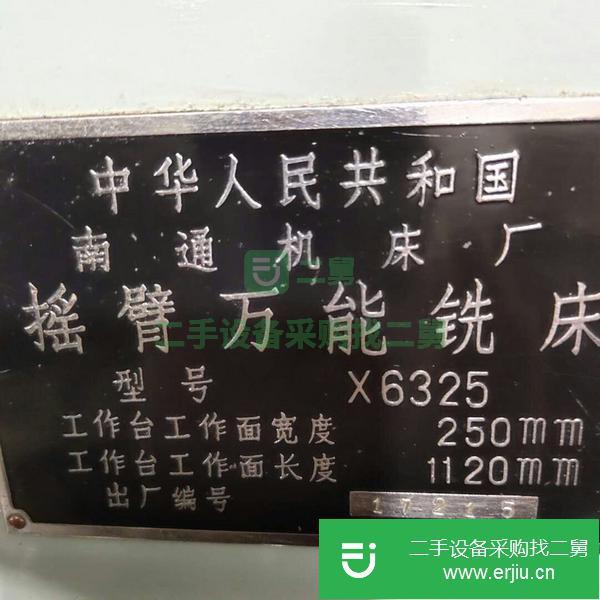 中华人民共和国
南通机床厂
摇臂万能铣床
型号 X6325
工作台工作面宽度 250mm
工作台工作面长度 1120mm
出厂编号 17215
二舅
二手设备采购找二舅
二手设备采购找二舅
www.erjiu.cn